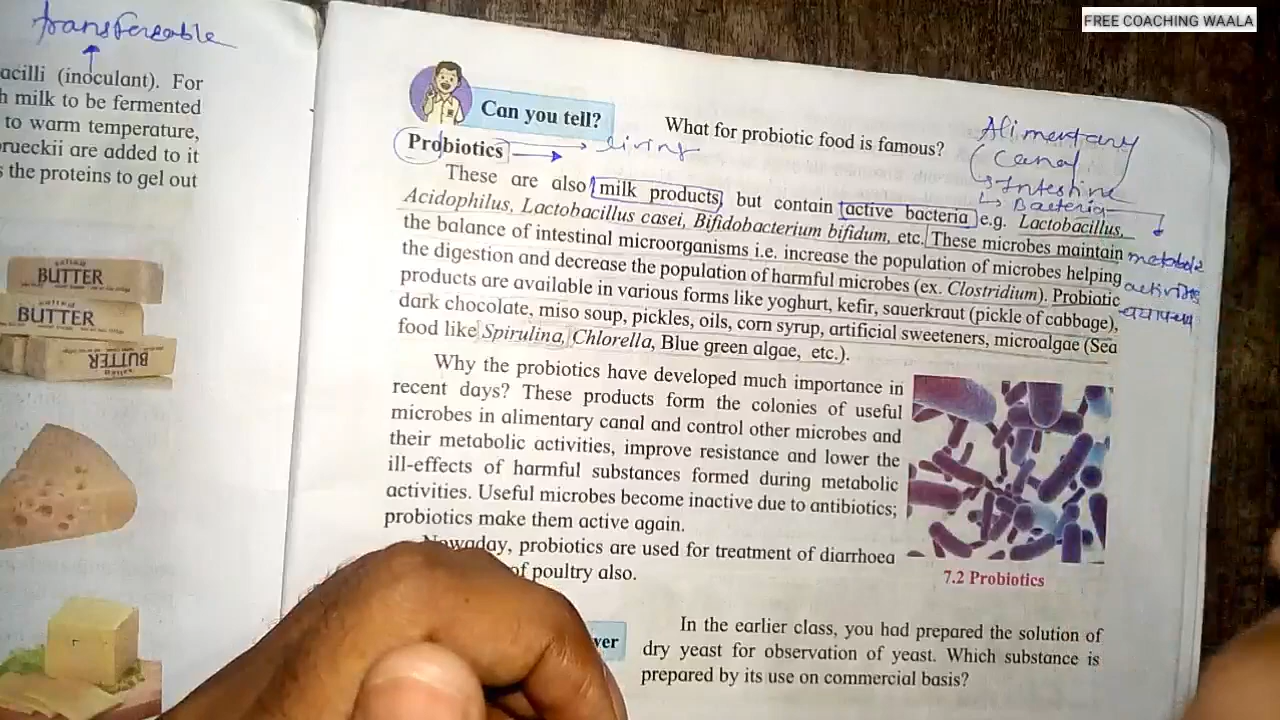 FREE COACHING WAALA
transferable
acilli (inoculant). For
h milk to be fermented
to warm temperature,
rueckii are added to it
s the proteins to gel out
salted
BUTTER
salted
BUTTER
BUTTER
Can you tell?
What for probiotic food is famous?
Alimentary
Canal
Intestine
Bacteria
Probiotics
living
These are also milk products but contain active bacteria e.g. Lactobacillus,
Acidophilus, Lactobacillus casei, Bifidobacterium bifidum, etc. These microbes maintain
the balance of intestinal microorganisms i.e. increase the population of microbes helping
the digestion and decrease the population of harmful microbes (ex. Clostridium). Probiotic
products are available in various forms like yoghurt, kefir, sauerkraut (pickle of cabbage),
dark chocolate, miso soup, pickles, oils, corn syrup, artificial sweeteners, microalgae (Sea
food like Spirulina, Chlorella, Blue green algae, etc.).
Why the probiotics have developed much importance in
recent days? These products form the colonies of useful
microbes in alimentary canal and control other microbes and
their metabolic activities, improve resistance and lower the
ill-effects of harmful substances formed during metabolic
activities. Useful microbes become inactive due to antibiotics;
probiotics make them active again.
Nowaday, probiotics are used for treatment of diarrhoea
of poultry also.
7.2 Probiotics
ver
In the earlier class, you had prepared the solution of
dry yeast for observation of yeast. Which substance is
prepared by its use on commercial basis?